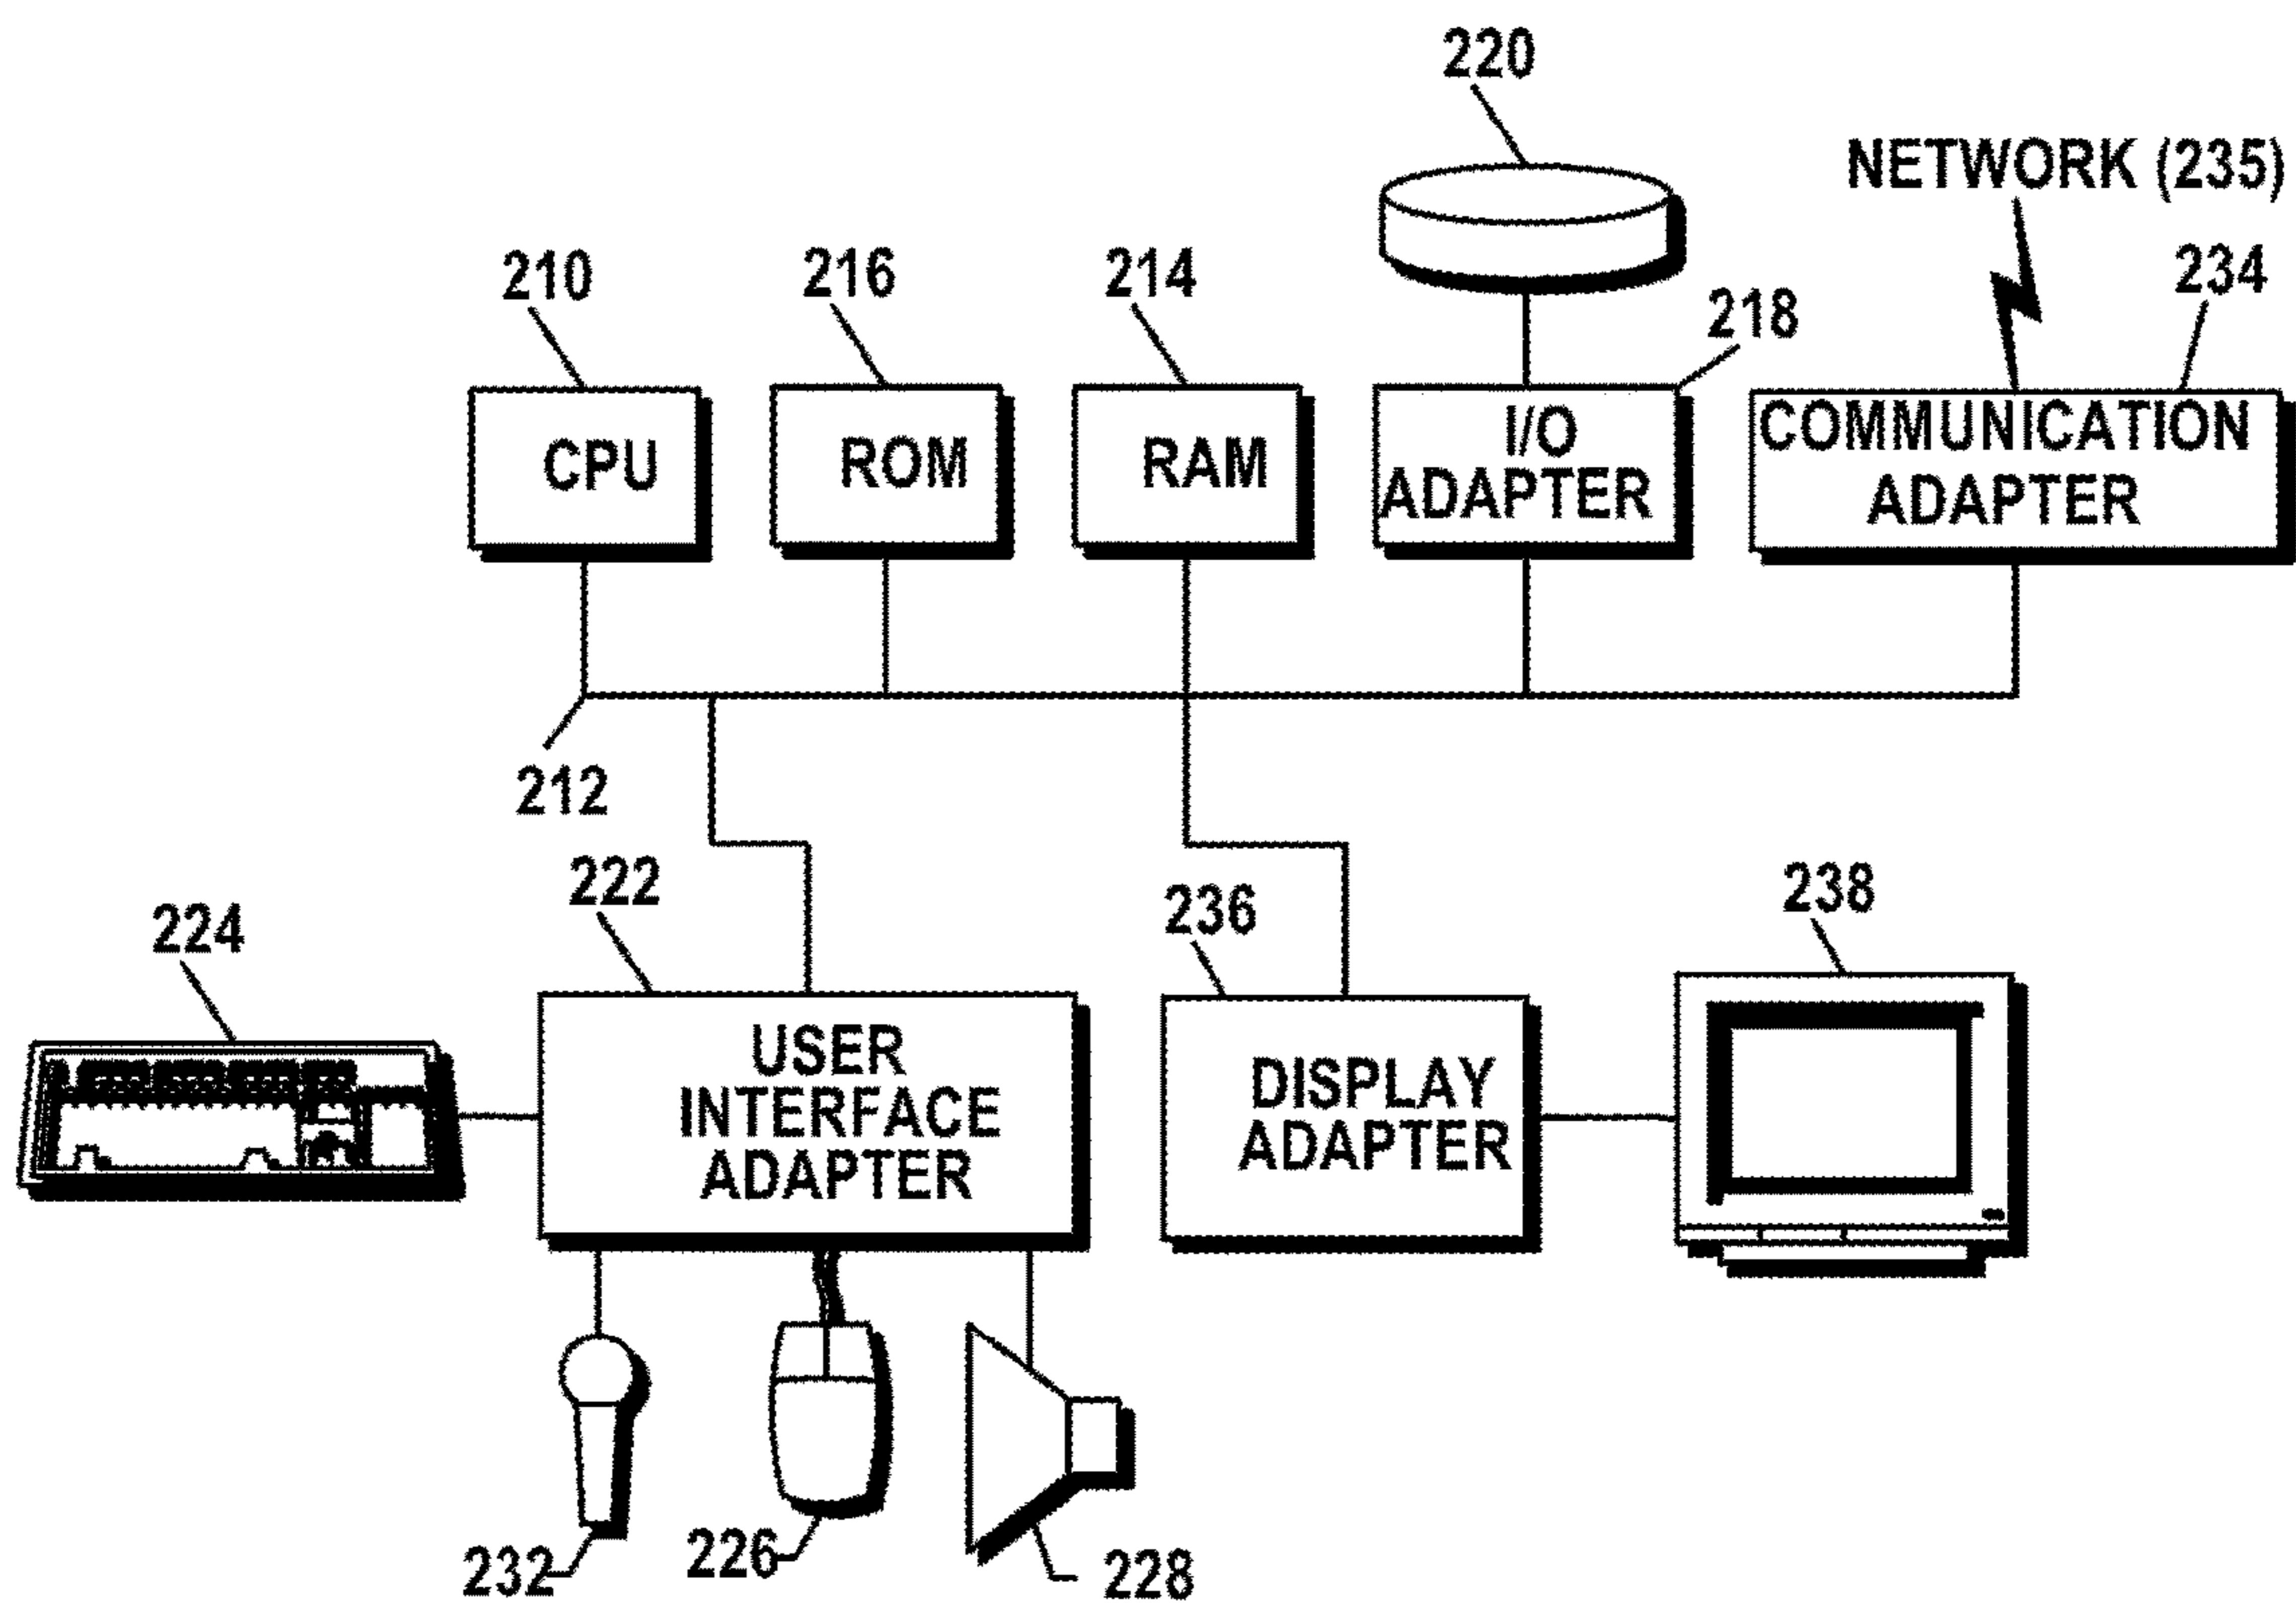 220
NETWORK (235)
210
216
214
218
234
CPU
ROM
RAM
I/O
ADAPTER
COMMUNICATION
ADAPTER
212
222
224
236
238
USER
INTERFACE
ADAPTER
DISPLAY
ADAPTER
232
226
228